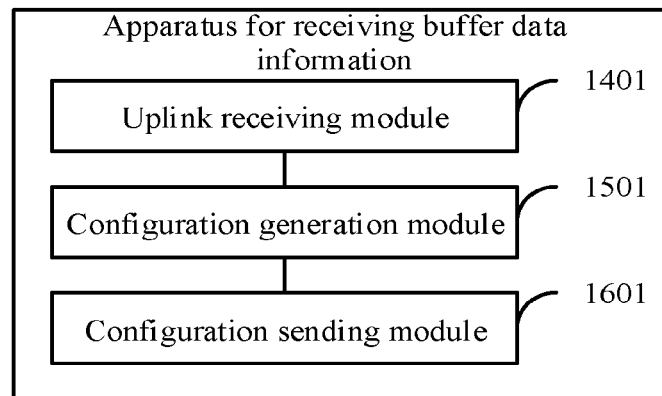 Apparatus for receiving buffer data
information
Uplink receiving module
1401
Configuration generation module
1501
Configuration sending module
1601